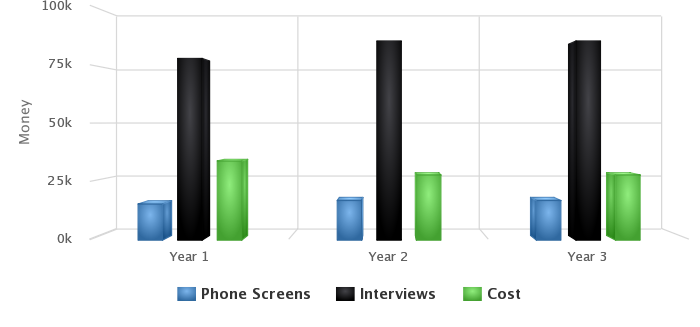 100k
75k
50k
25k
0k
Money
Year 1 Year 2 Year 3
Phone Screens Interviews Cost